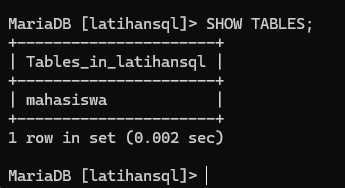 MariaDB [latihansql]> SHOW TABLES;
+----------------------+
| Tables_in_latihansql |
+----------------------+
| mahasiswa            |
+----------------------+
1 row in set (0.002 sec)
MariaDB [latihansql]>